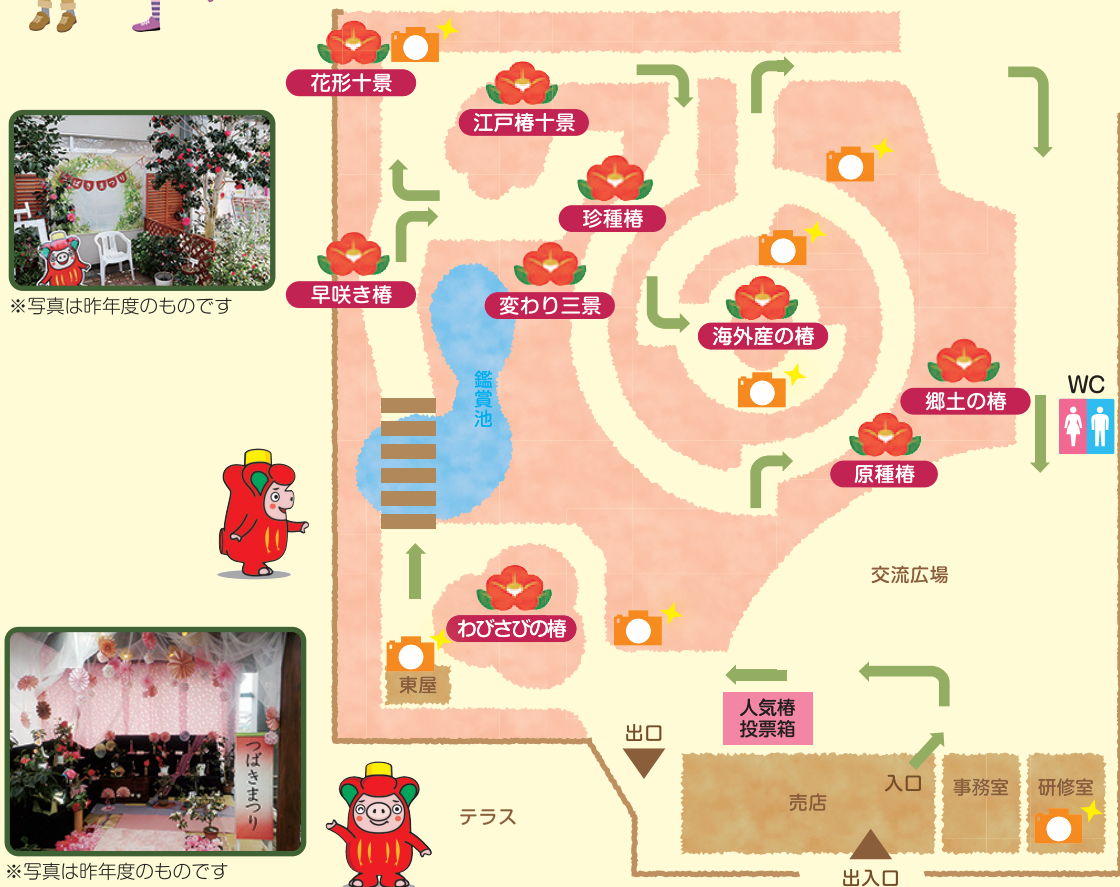 花形十景
江戸椿十景
珍種椿
早咲き椿
変わり三景
海外産の椿
※写真は昨年度のものです
鑑賞池
郷土の椿
WC
原種椿
交流広場
わびさびの椿
東屋
人気椿
投票箱
出口
入口
売店
事務室
研修室
テラス
出入口
つばきまつり
※写真は昨年度のものです